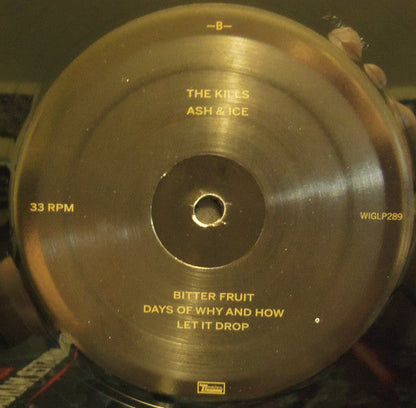 —B—
THE KILLS
ASH & ICE
33 RPM
WIGLP289
BITTER FRUIT
DAYS OF WHY AND HOW
LET IT DROP